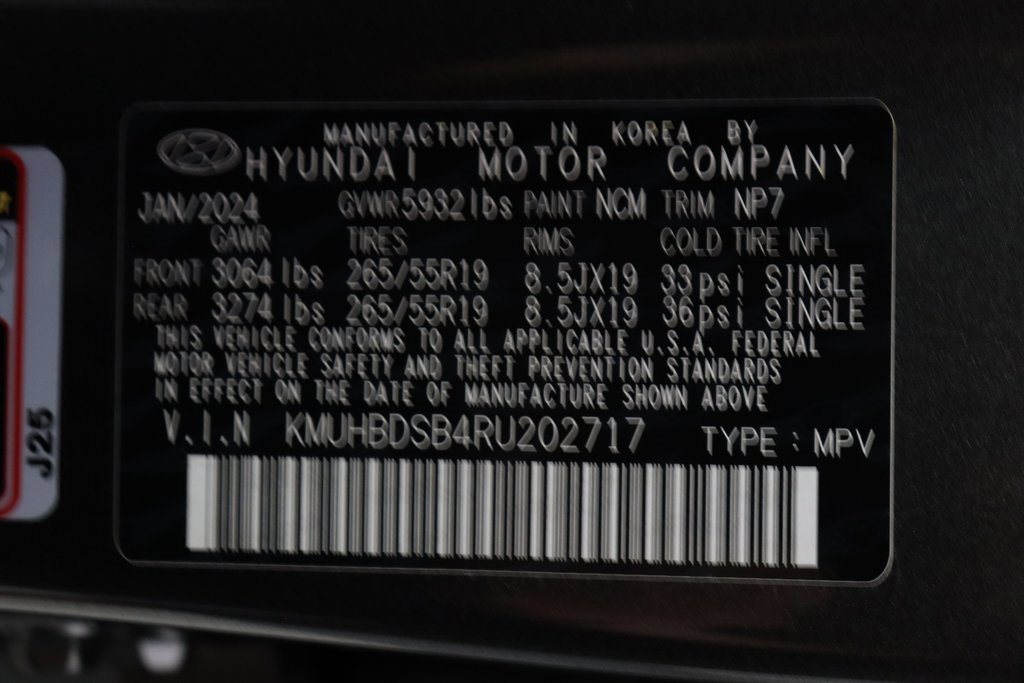 MANUFACTURED IN KOREA BY
HYUNDAI MOTOR COMPANY
JAN/2024 GVWR5932lbs PAINT NCM TRIM NP7
GAWR TIRES RIMS COLD TIRE INFL
FRONT 3064lbs 265/55R19 8.5JX19 33psi SINGLE
REAR 3274lbs 265/55R19 8.5JX19 36psi SINGLE
THIS VEHICLE CONFORMS TO ALL APPLICABLE U.S.A. FEDERAL
MOTOR VEHICLE SAFETY AND THEFT PREVENTION STANDARDS
IN EFFECT ON THE DATE OF MANUFACTURE SHOWN ABOVE
V.I.N KMUHBDSB4RU202717 TYPE : MPV
J25